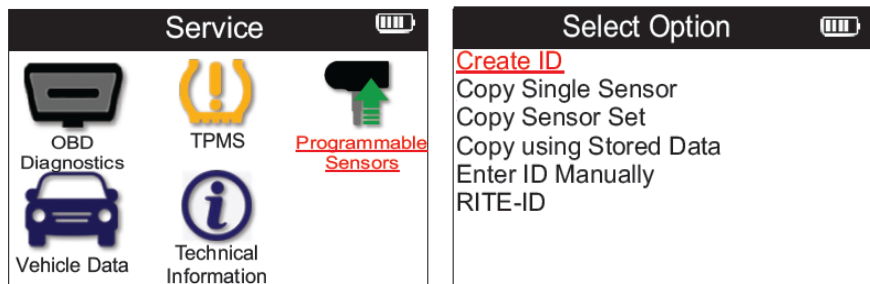 Service
OBD
Diagnostics
TPMS
Programmable
Sensors
Vehicle Data
Technical
Information
Select Option
Create ID
Copy Single Sensor
Copy Sensor Set
Copy using Stored Data
Enter ID Manually
RITE-ID